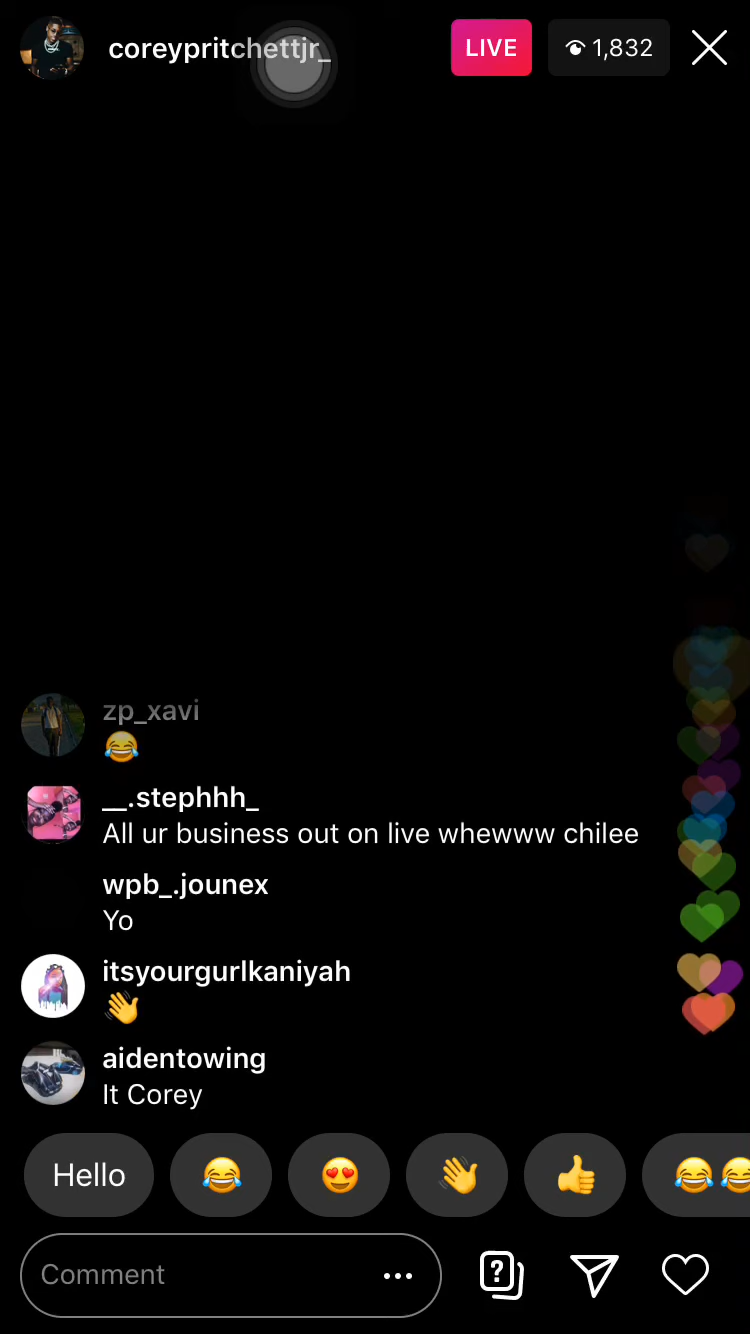 coreypritchettjr_
LIVE
1,832
zp_xavi
😂
__.stephhh_
All ur business out on live whewww chilee
wpb_.jounex
Yo
itsyourgurlkaniyah
👋
aidentowing
It Corey
Hello 😂 😍 👋 👍 😂😂
Comment